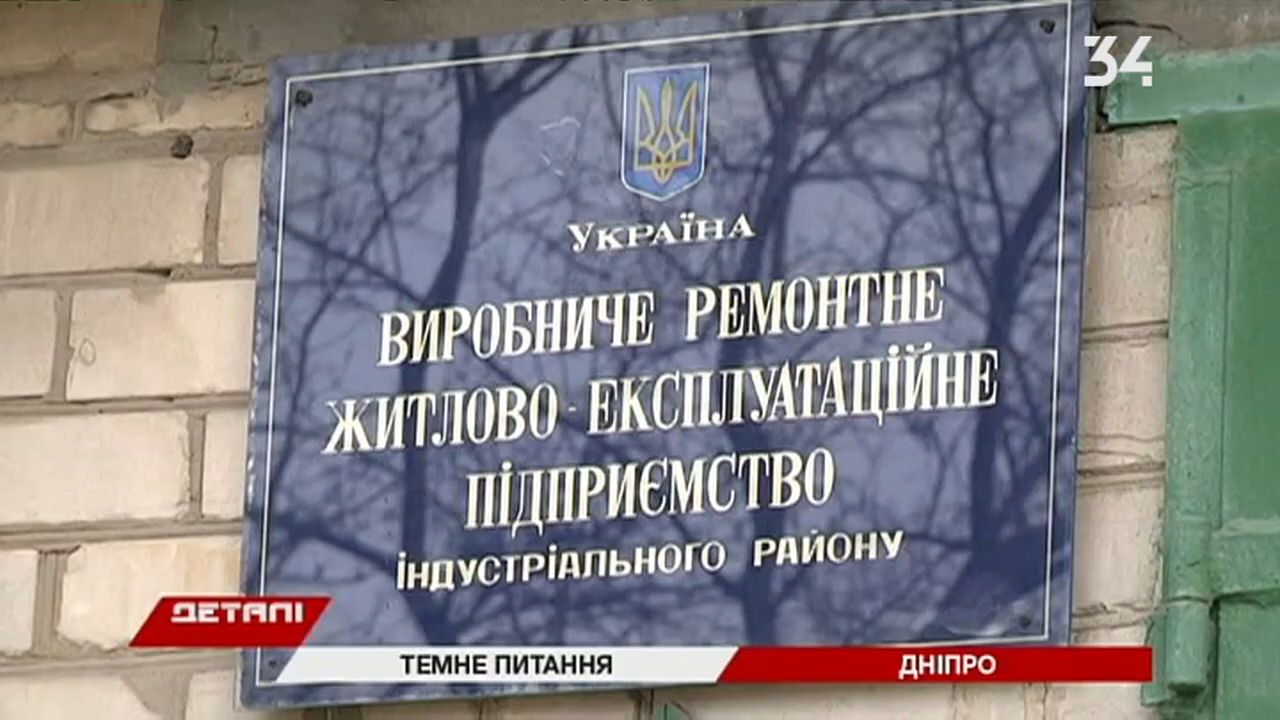 34
УКРАЇНА
ВИРОБНИЧЕ РЕМОНТНЕ
ЖИТЛОВО-ЕКСПЛУАТАЦІЙНЕ
ПІДПРИЄМСТВО
ІНДУСТРІАЛЬНОГО РАЙОНУ
ДЕТАЛІ
ТЕМНЕ ПИТАННЯ ДНІПРО